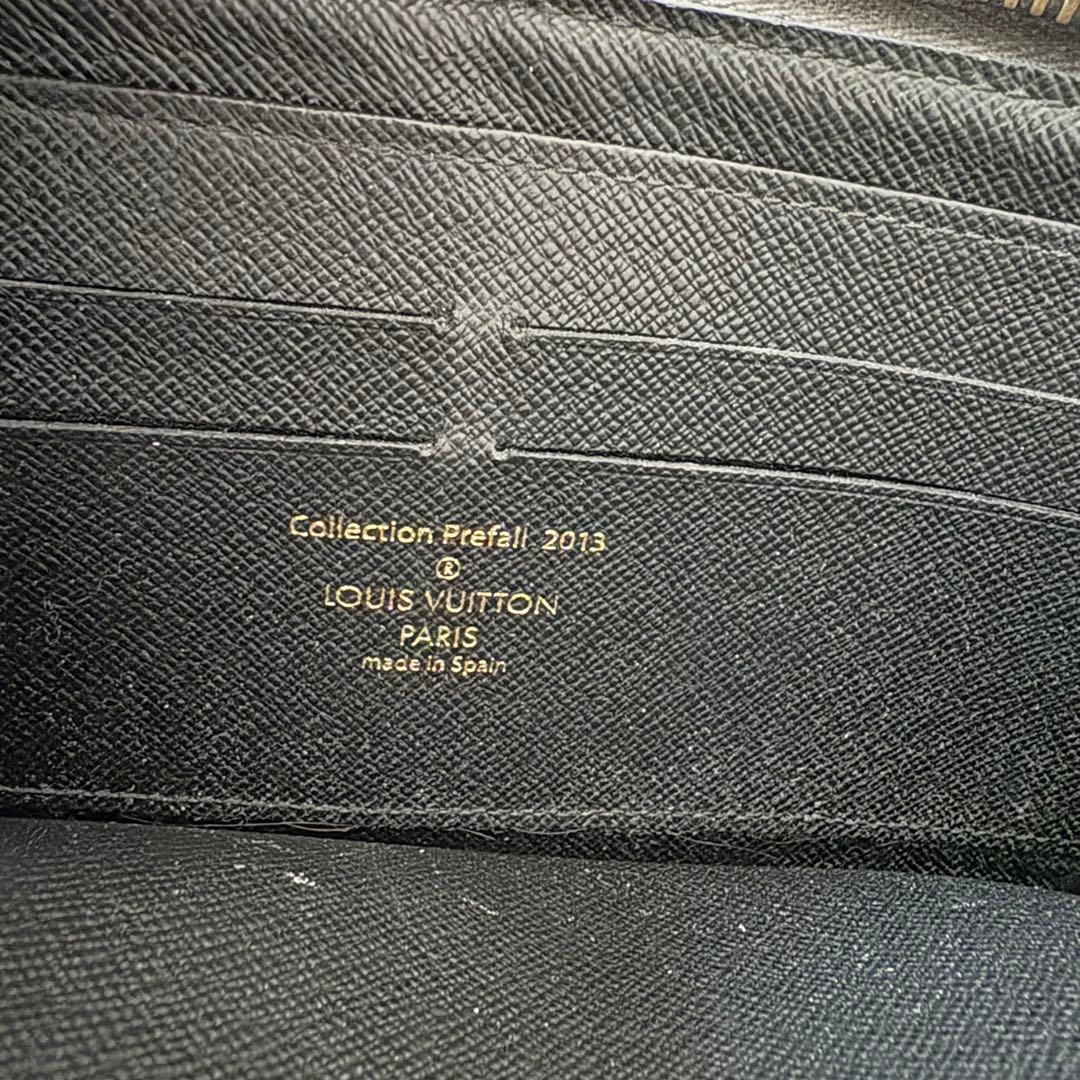 Collection Prefall 2013
®
LOUIS VUITTON
PARIS
made in Spain